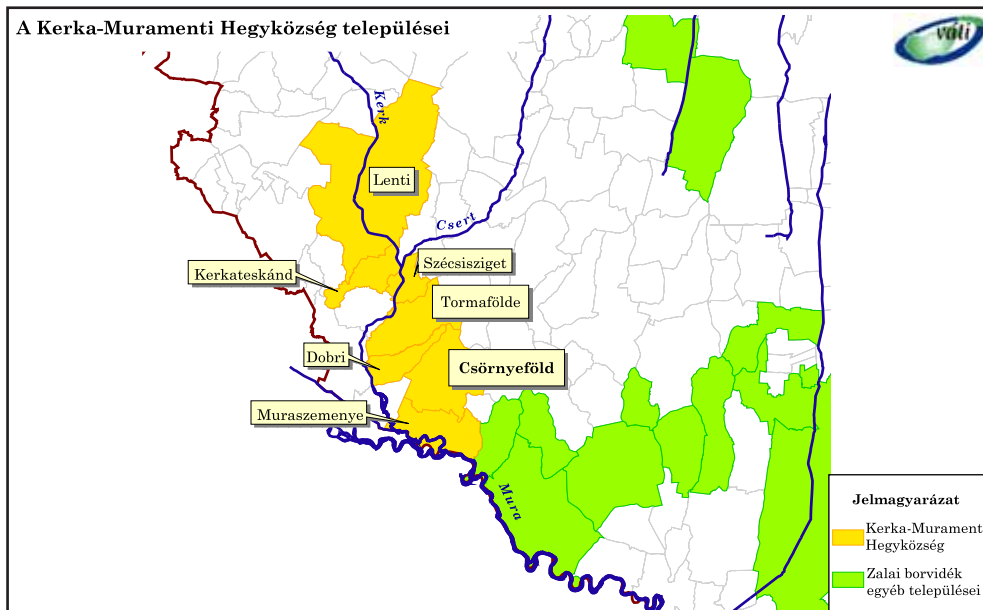 A Kerka-Muramenti Hegyközség települései
váti
Kerk
Lenti
Csert
Szécsisziget
Kerkateskánd
Tormafölde
Dobri
Csörnyeföld
Muraszemenye
Mura
Jelmagyarázat
Kerka-Murament
Hegyközség
Zalai borvidék
egyéb települései